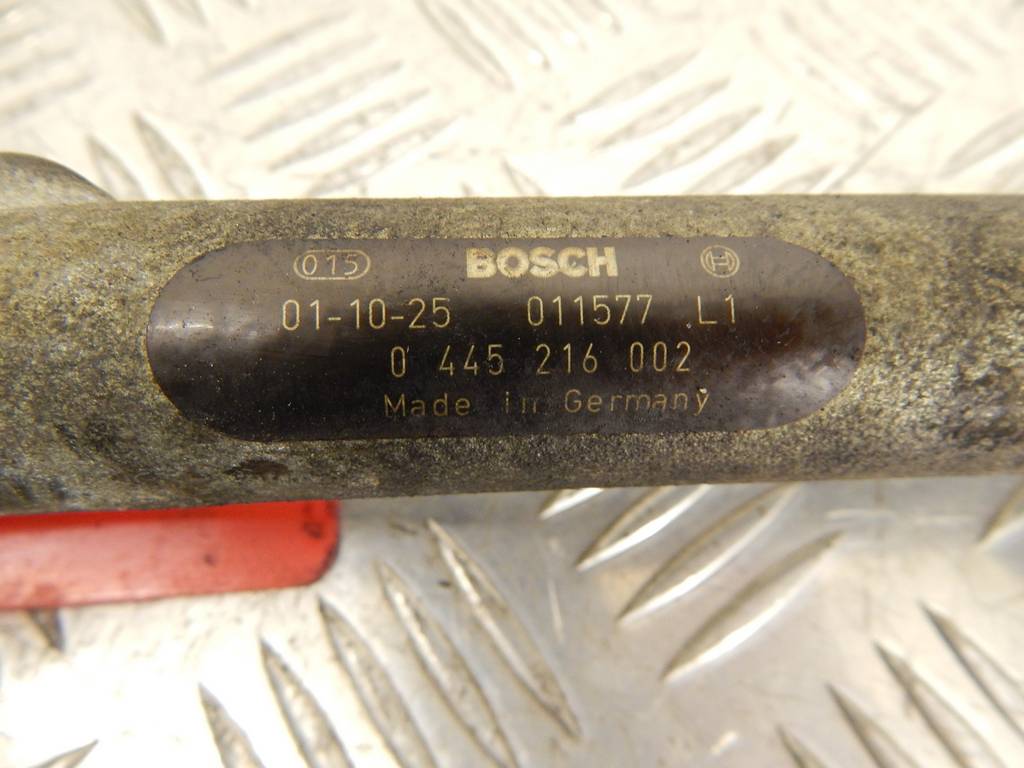 015 BOSCH
01-10-25 011577 L1
0 445 216 002
Made in Germany